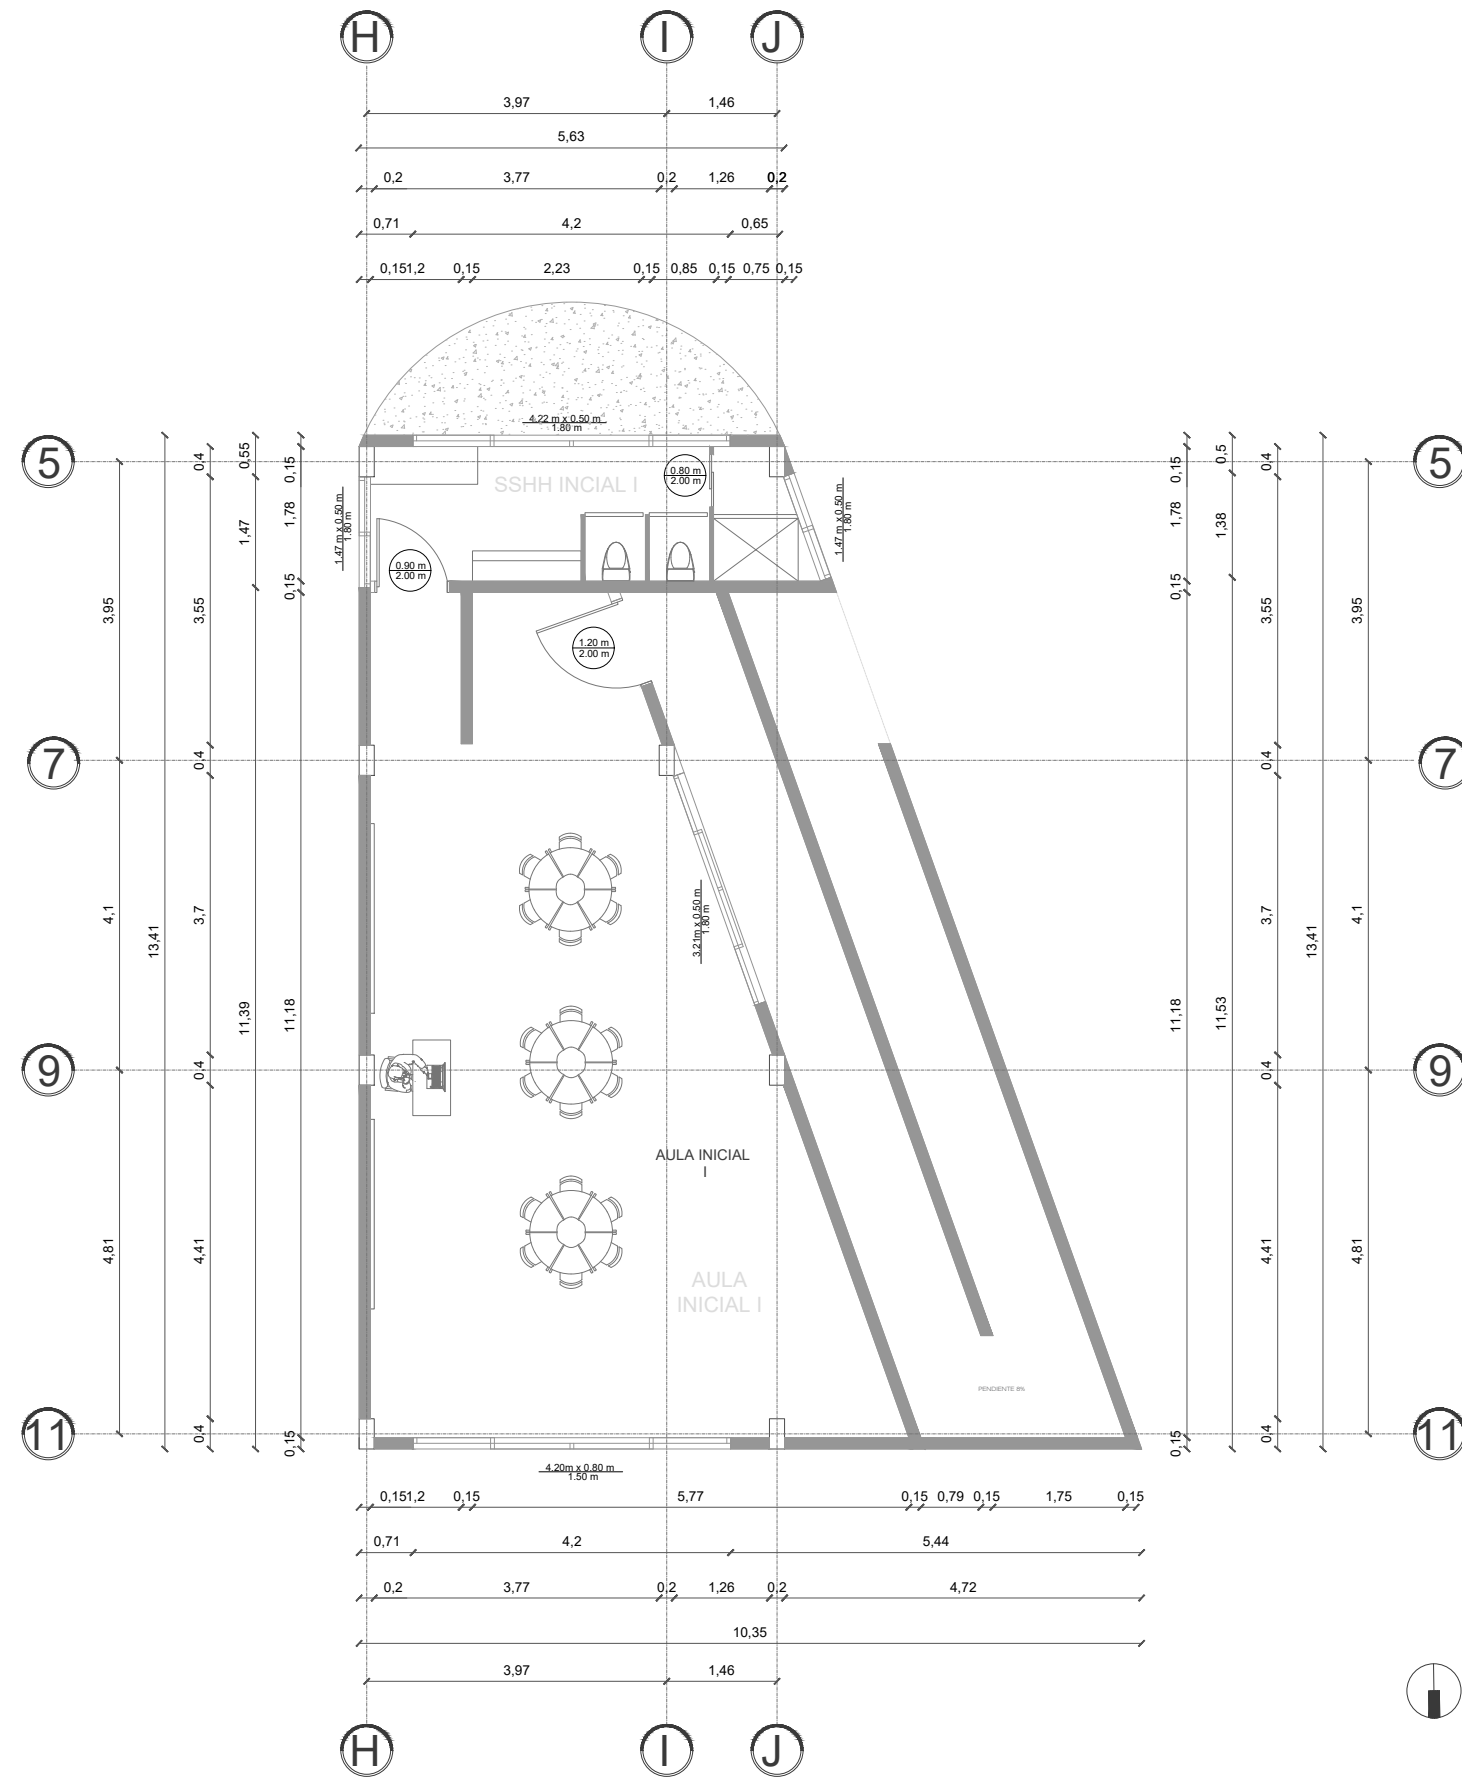 H I J
3,97 1,46
5,63
0,2 3,77 0,2 1,26 0,2
0,71 4,2 0,65
0,15 1,2 0,15 2,23 0,15 0,85 0,15 0,75 0,15
4.22 m x 0.50 m
1.80 m
5
5
0,4
0,55
0,15
0,15
0,5
0,4
SSHH INCIAL I
0.80 m
2.00 m
1.47 m x 0.50 m
1.80 m
1.47 m x 0.50 m
1.80 m
1,47
1,78
1,78
1,38
0.90 m
2.00 m
0,15
0,15
3,95
3,55
3,55
3,95
1.20 m
2.00 m
7
7
0,4
0,4
4,1
13,41
3,7
3.21m x 0.50 m
1.80 m
3,7
13,41
4,1
11,39
11,18
11,18
11,53
9
9
0,4
0,4
AULA INICIAL
I
4,81
4,41
4,41
4,81
AULA
INICIAL I
PENDIENTE 8%
11
11
0,4
0,15
0,15
0,4
4.20m x 0.80 m
1.50 m
0,15 1,2 0,15 5,77 0,15 0,79 0,15 1,75 0,15
0,71 4,2 5,44
0,2 3,77 0,2 1,26 0,2 4,72
10,35
3,97 1,46
H I J